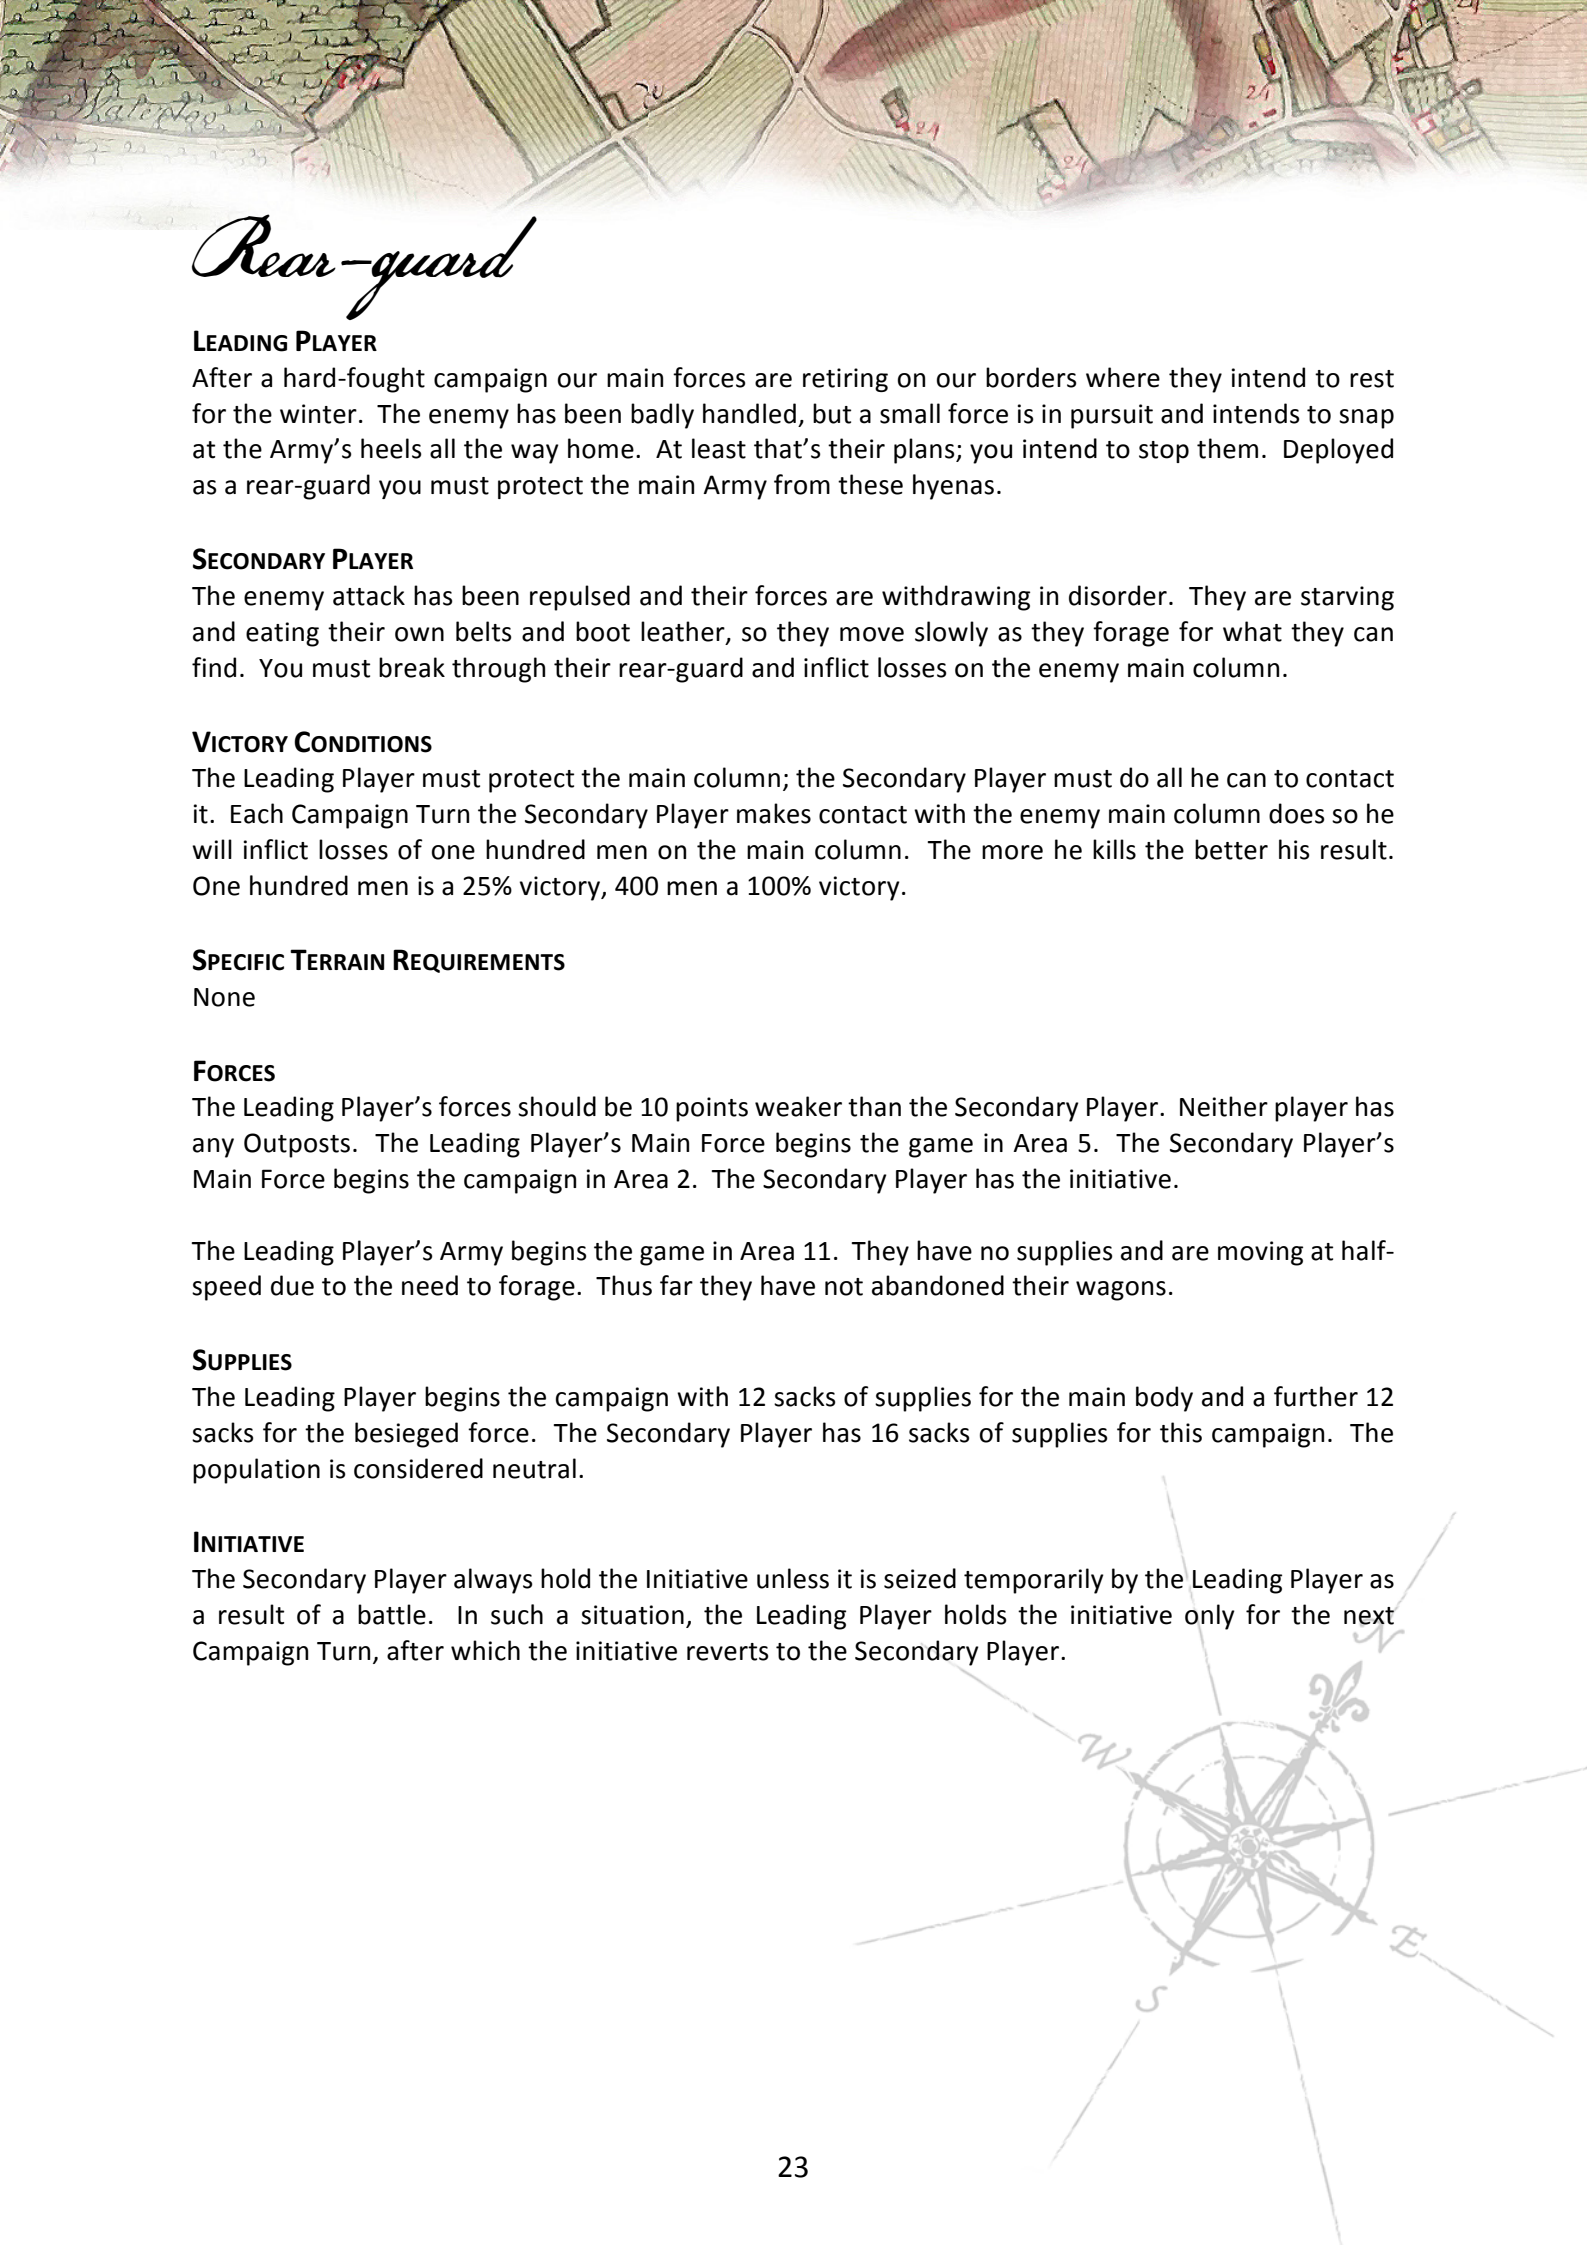 Waterloo
24
24
24
24
Rear-guard
LEADING PLAYER
After a hard-fought campaign our main forces are retiring on our borders where they intend to rest
for the winter.  The enemy has been badly handled, but a small force is in pursuit and intends to snap
at the Army’s heels all the way home.  At least that’s their plans; you intend to stop them.  Deployed
as a rear-guard you must protect the main Army from these hyenas.
SECONDARY PLAYER
The enemy attack has been repulsed and their forces are withdrawing in disorder.  They are starving
and eating their own belts and boot leather, so they move slowly as they forage for what they can
find.  You must break through their rear-guard and inflict losses on the enemy main column.
VICTORY CONDITIONS
The Leading Player must protect the main column; the Secondary Player must do all he can to contact
it.  Each Campaign Turn the Secondary Player makes contact with the enemy main column does so he
will inflict losses of one hundred men on the main column.  The more he kills the better his result.
One hundred men is a 25% victory, 400 men a 100% victory.
SPECIFIC TERRAIN REQUIREMENTS
None
FORCES
The Leading Player’s forces should be 10 points weaker than the Secondary Player.  Neither player has
any Outposts.  The Leading Player’s Main Force begins the game in Area 5.  The Secondary Player’s
Main Force begins the campaign in Area 2.  The Secondary Player has the initiative.
The Leading Player’s Army begins the game in Area 11.  They have no supplies and are moving at half-
speed due to the need to forage.  Thus far they have not abandoned their wagons.
SUPPLIES
The Leading Player begins the campaign with 12 sacks of supplies for the main body and a further 12
sacks for the besieged force.  The Secondary Player has 16 sacks of supplies for this campaign.  The
population is considered neutral.
INITIATIVE
The Secondary Player always hold the Initiative unless it is seized temporarily by the Leading Player as
a result of a battle.  In such a situation, the Leading Player holds the initiative only for the next
Campaign Turn, after which the initiative reverts to the Secondary Player.
N
W
E
S
23